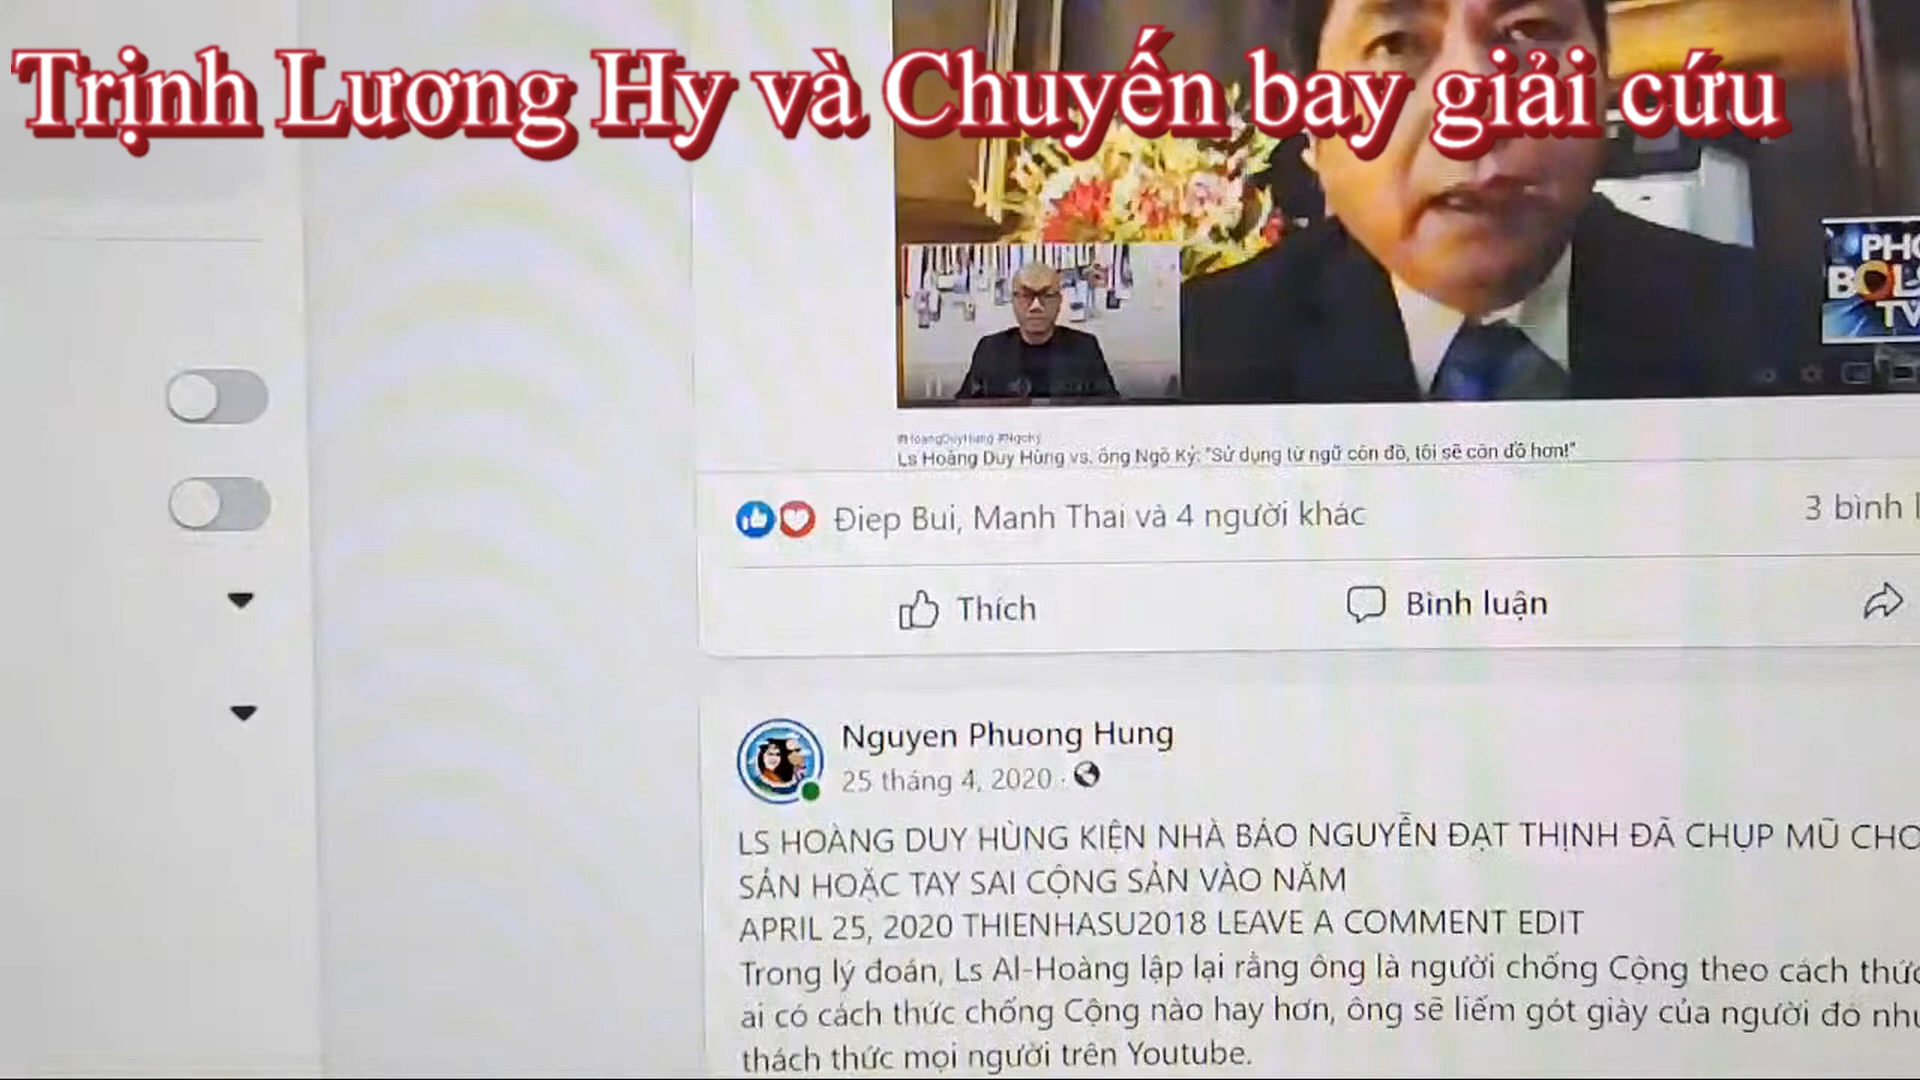 Trịnh Lương Hy và Chuyến bay giải cứu
PHO
BOL
TV
#HoangDuyHung #NgoKy
Ls Hoàng Duy Hùng vs. ông Ngô Kỷ: "Sử dụng từ ngữ côn đồ, tôi sẽ côn đồ hơn!"
Điep Bui, Manh Thai và 4 người khác
3 bình l
Thích
Bình luận
Nguyen Phuong Hung
25 tháng 4, 2020 ·
LS HOÀNG DUY HÙNG KIỆN NHÀ BÁO NGUYỄN ĐẠT THỊNH ĐÃ CHỤP MŨ CHO
SẢN HOẶC TAY SAI CỘNG SẢN VÀO NĂM
APRIL 25, 2020 THIENHASU2018 LEAVE A COMMENT EDIT
Trong lý đoán, Ls Al-Hoàng lập lại rằng ông là người chống Cộng theo cách thức
ai có cách thức chống Cộng nào hay hơn, ông sẽ liếm gót giày của người đó như
thách thức mọi người trên Youtube.